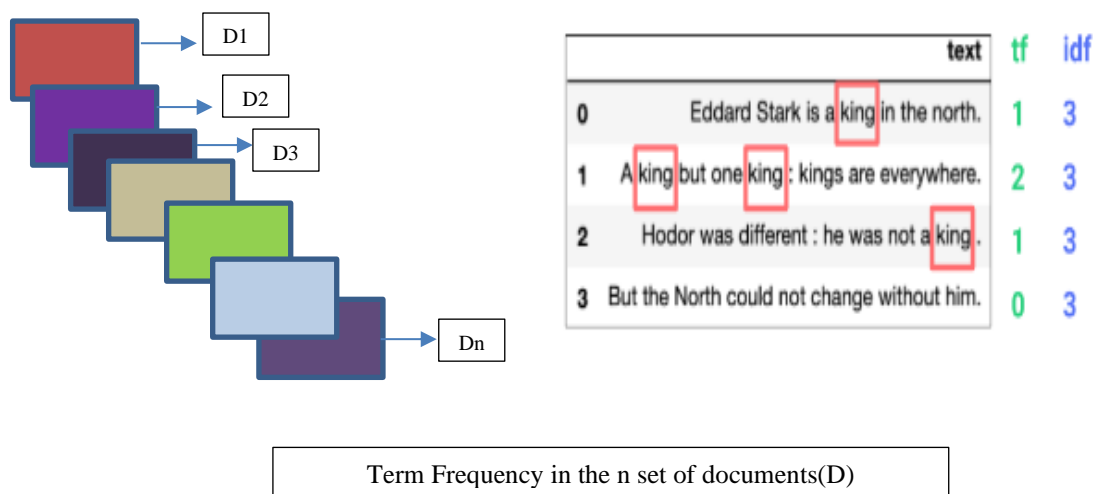 D1
D2
D3
Dn
text tf idf
0 Eddard Stark is a king in the north. 1 3
1 A king but one king : kings are everywhere. 2 3
2 Hodor was different : he was not a king . 1 3
3 But the North could not change without him. 0 3
Term Frequency in the n set of documents(D)